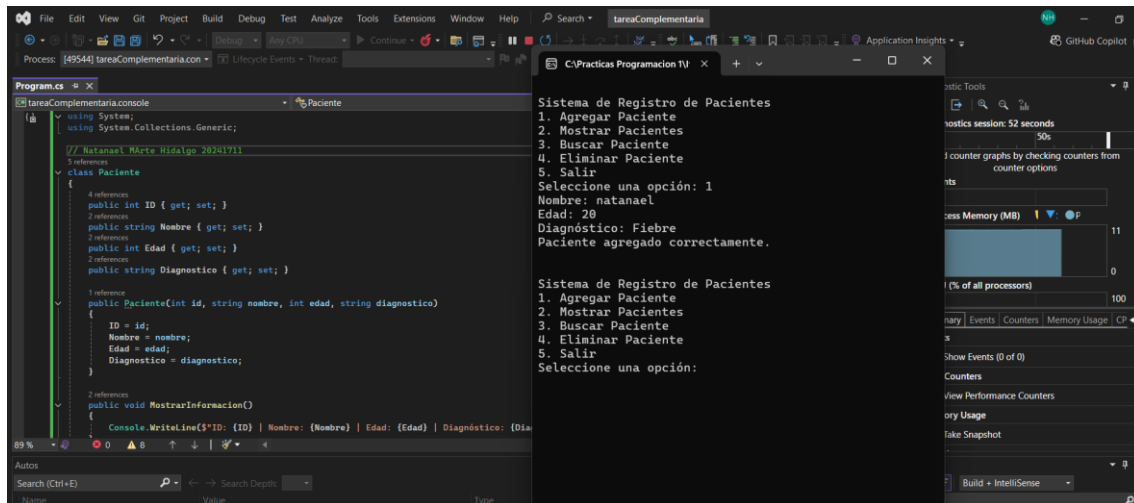 File Edit View Git Project Build Debug Test Analyze Tools Extensions Window Help Search tareaComplementaria NH
Debug Any CPU Continue Application Insights GitHub Copilot
Process: [49544] tareaComplementaria.con Lifecycle Events Thread:
Program.cs
tareaComplementaria.console Paciente
using System;
using System.Collections.Generic;
// Natanael MArte Hidalgo 20241711
5 references
class Paciente
{
4 references
public int ID { get; set; }
2 references
public string Nombre { get; set; }
2 references
public int Edad { get; set; }
2 references
public string Diagnostico { get; set; }
1 reference
public Paciente(int id, string nombre, int edad, string diagnostico)
{
ID = id;
Nombre = nombre;
Edad = edad;
Diagnostico = diagnostico;
}
2 references
public void MostrarInformacion()
{
Console.WriteLine($"ID: {ID} | Nombre: {Nombre} | Edad: {Edad} | Diagnóstico: {Dia
89 % 0 8
Autos
Search (Ctrl+E) Search Depth:
Name Value Type
C:\Practicas Programacion 1\1
Sistema de Registro de Pacientes
1. Agregar Paciente
2. Mostrar Pacientes
3. Buscar Paciente
4. Eliminar Paciente
5. Salir
Seleccione una opción: 1
Nombre: natanael
Edad: 20
Diagnóstico: Fiebre
Paciente agregado correctamente.
Sistema de Registro de Pacientes
1. Agregar Paciente
2. Mostrar Pacientes
3. Buscar Paciente
4. Eliminar Paciente
5. Salir
Seleccione una opción:
ostic Tools
nostics session: 52 seconds
50s
d counter graphs by checking counters from
counter options
nts
cess Memory (MB) P
11
0
(% of all processors)
100
nary Events Counters Memory Usage CP
s
Show Events (0 of 0)
Counters
View Performance Counters
ory Usage
Take Snapshot
Build + IntelliSense